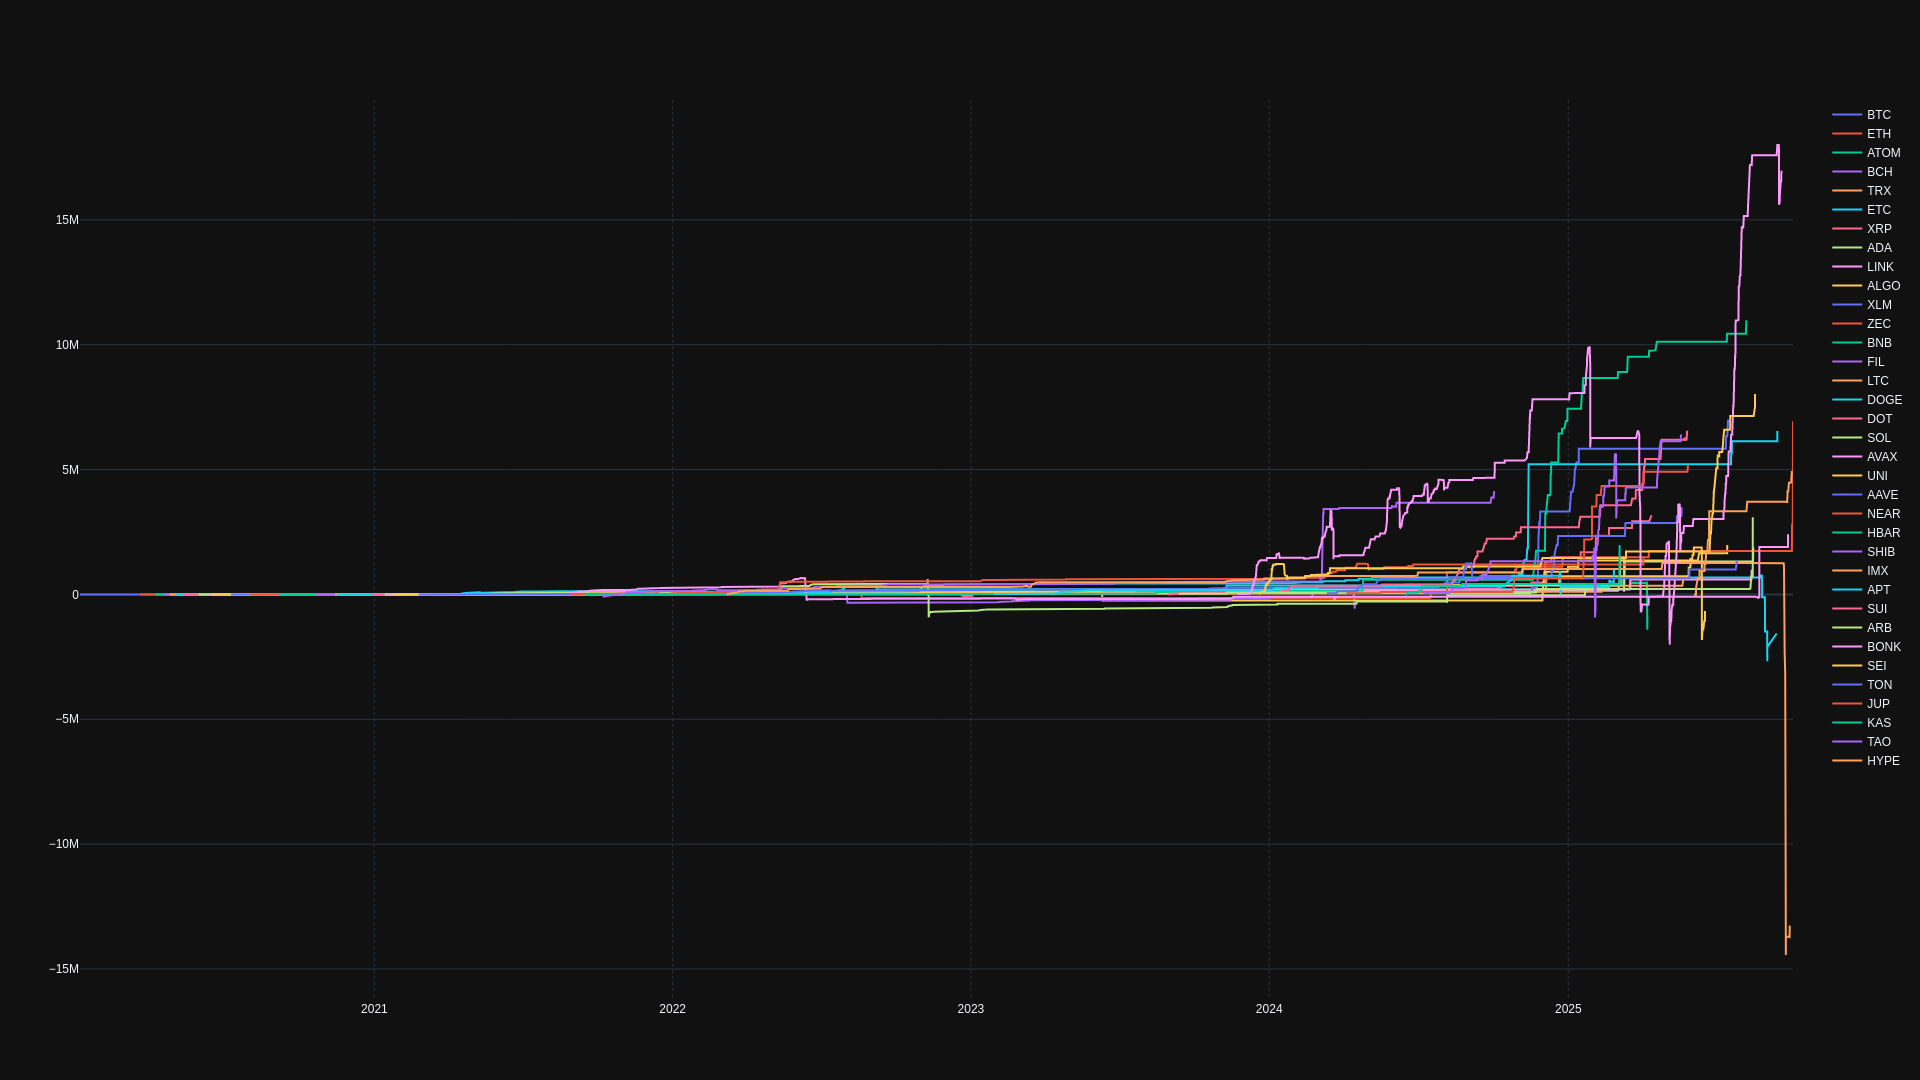 15M
10M
5M
0
−5M
−10M
−15M
2021
2022
2023
2024
2025
BTC
ETH
ATOM
BCH
TRX
ETC
XRP
ADA
LINK
ALGO
XLM
ZEC
BNB
FIL
LTC
DOGE
DOT
SOL
AVAX
UNI
AAVE
NEAR
HBAR
SHIB
IMX
APT
SUI
ARB
BONK
SEI
TON
JUP
KAS
TAO
HYPE